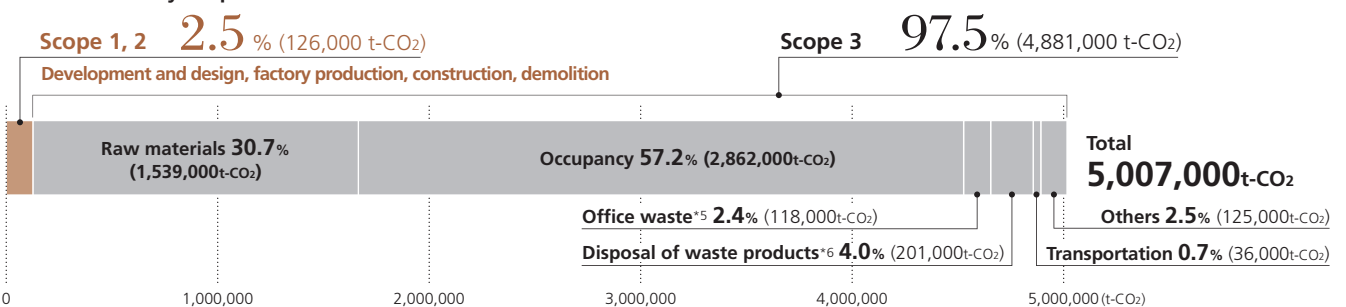 Scope 1, 2 2.5 % (126,000 t-CO2)
Development and design, factory production, construction, demolition
Scope 3 97.5% (4,881,000 t-CO2)
Raw materials 30.7%
(1,539,000t-CO2)
Occupancy 57.2% (2,862,000t-CO2)
Total
5,007,000t-CO2
Office waste*5 2.4% (118,000t-CO2)
Others 2.5% (125,000t-CO2)
Disposal of waste products*6 4.0% (201,000t-CO2)
Transportation 0.7% (36,000t-CO2)
0 1,000,000 2,000,000 3,000,000 4,000,000 5,000,000 (t-CO2)